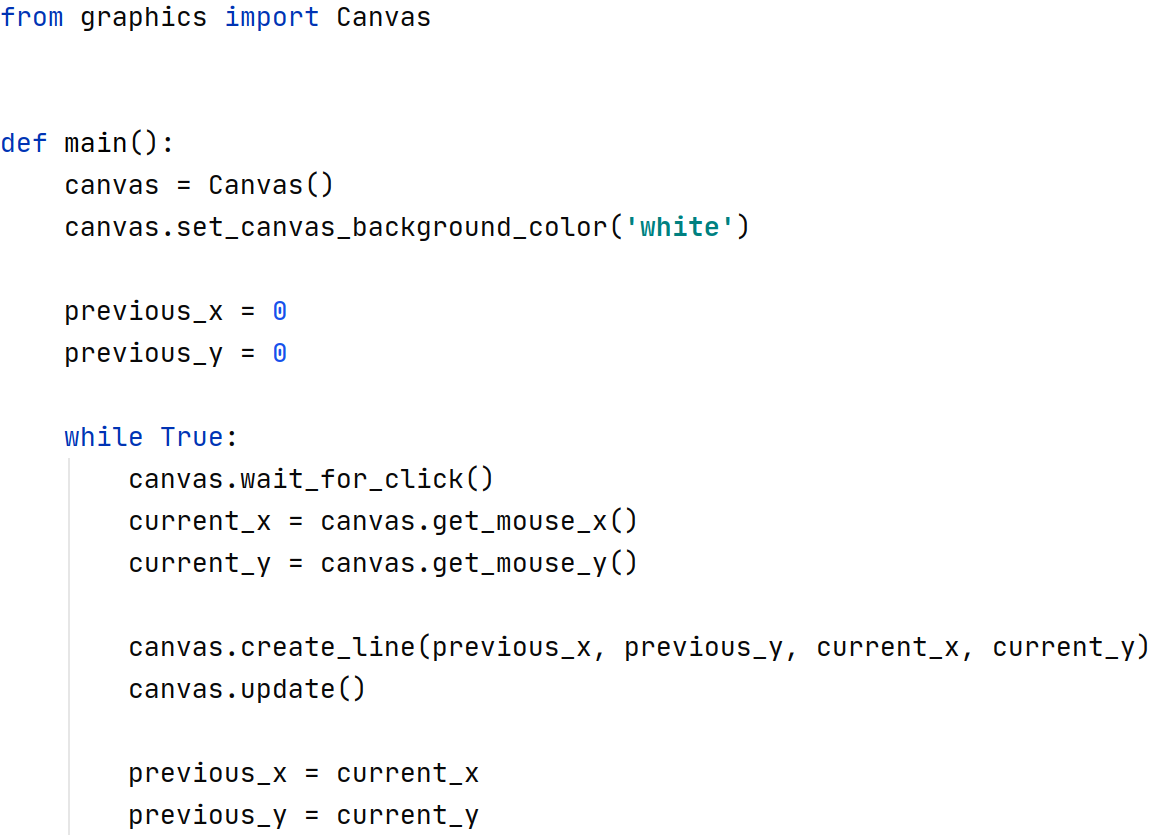 from graphics import Canvas
def main():
    canvas = Canvas()
    canvas.set_canvas_background_color('white')
    previous_x = 0
    previous_y = 0
    while True:
        canvas.wait_for_click()
        current_x = canvas.get_mouse_x()
        current_y = canvas.get_mouse_y()
        canvas.create_line(previous_x, previous_y, current_x, current_y)
        canvas.update()
        previous_x = current_x
        previous_y = current_y